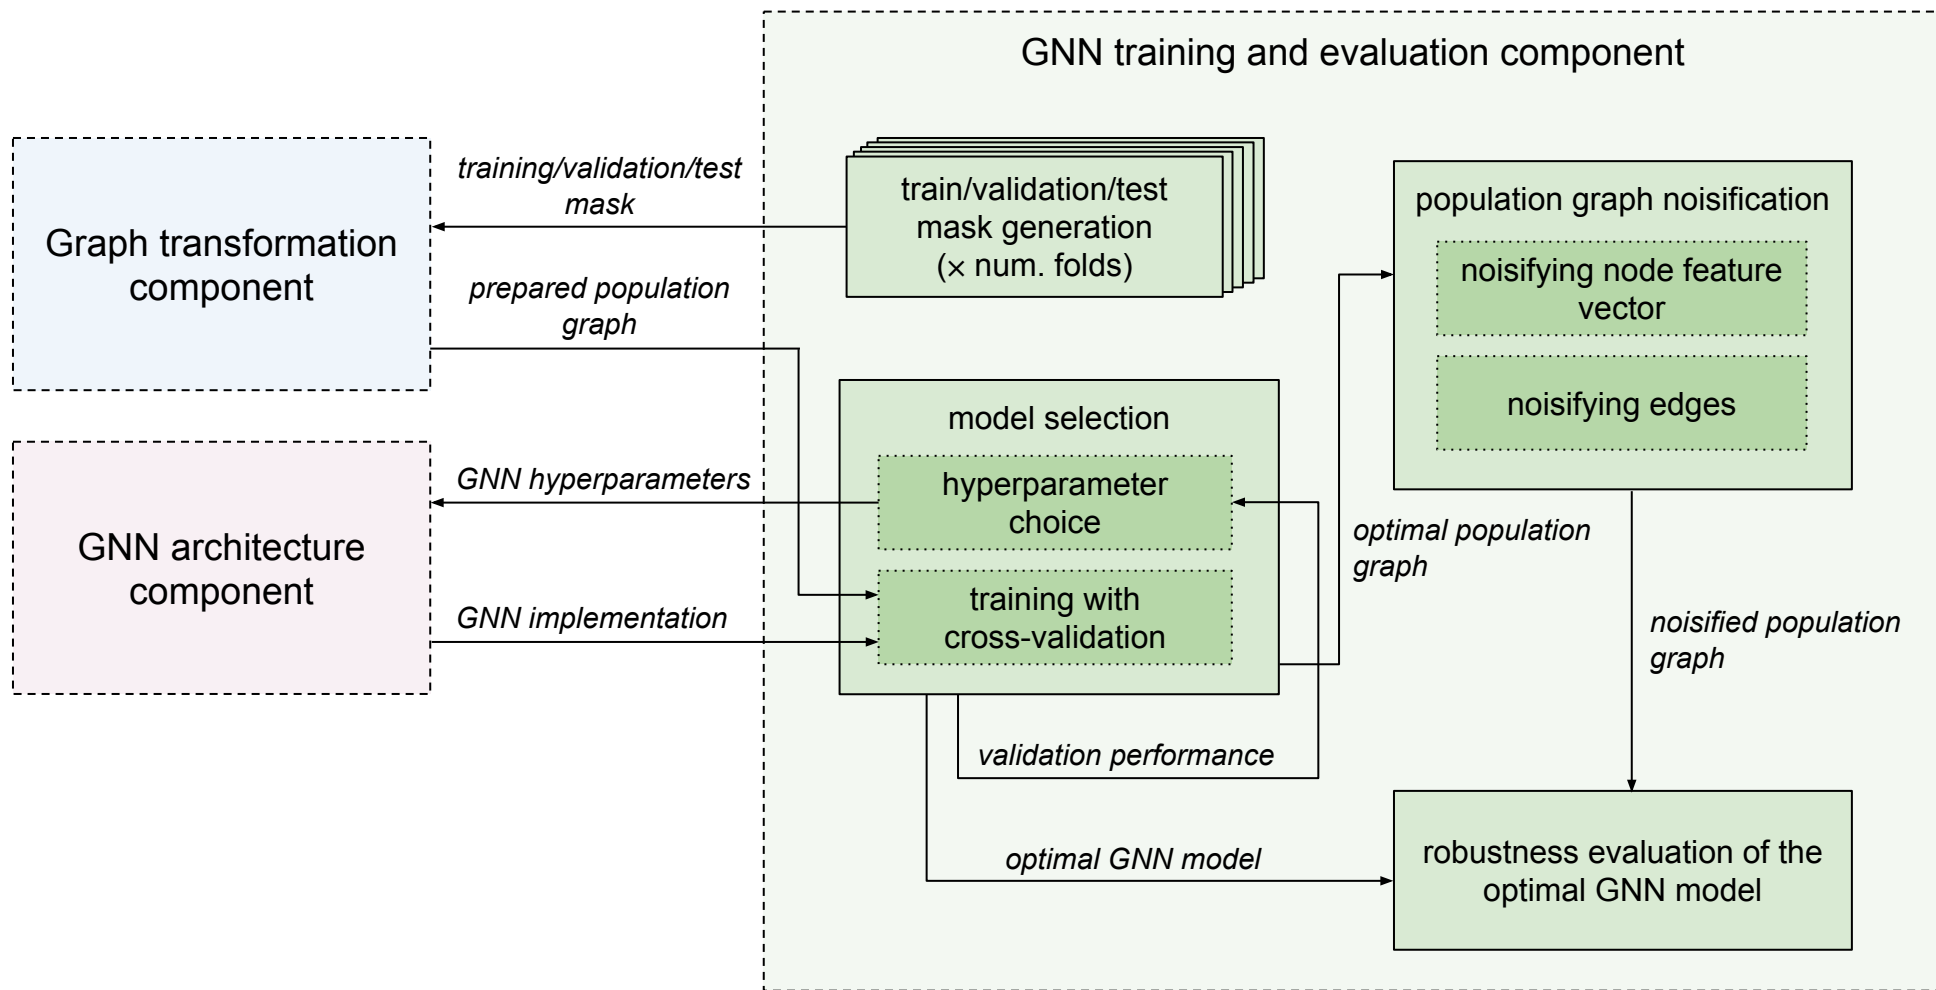 GNN training and evaluation component
training/validation/test
mask
Graph transformation
component
prepared population
graph
train/validation/test
mask generation
(× num. folds)
population graph noisification
noisifying node feature
vector
noisifying edges
model selection
hyperparameter
choice
training with
cross-validation
GNN hyperparameters
GNN architecture
component
GNN implementation
optimal population
graph
noisified population
graph
validation performance
optimal GNN model
robustness evaluation of the
optimal GNN model